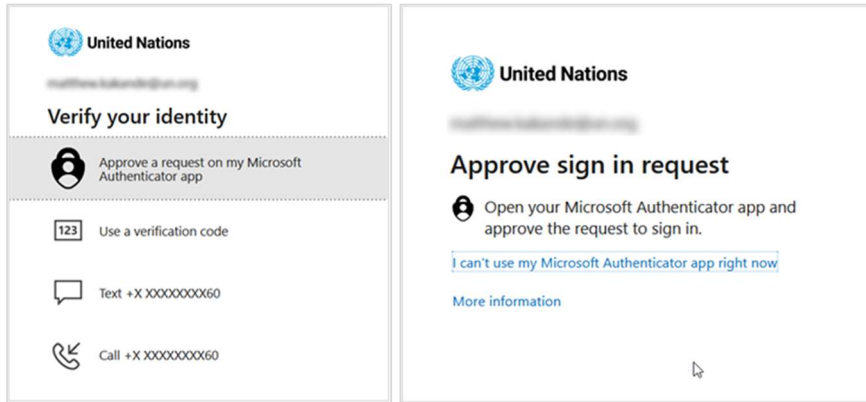 United Nations
Verify your identity
Approve a request on my Microsoft
Authenticator app
123
Use a verification code
Text +X XXXXXXXX60
Call +X XXXXXXXX60
United Nations
Approve sign in request
Open your Microsoft Authenticator app and
approve the request to sign in.
I can't use my Microsoft Authenticator app right now
More information